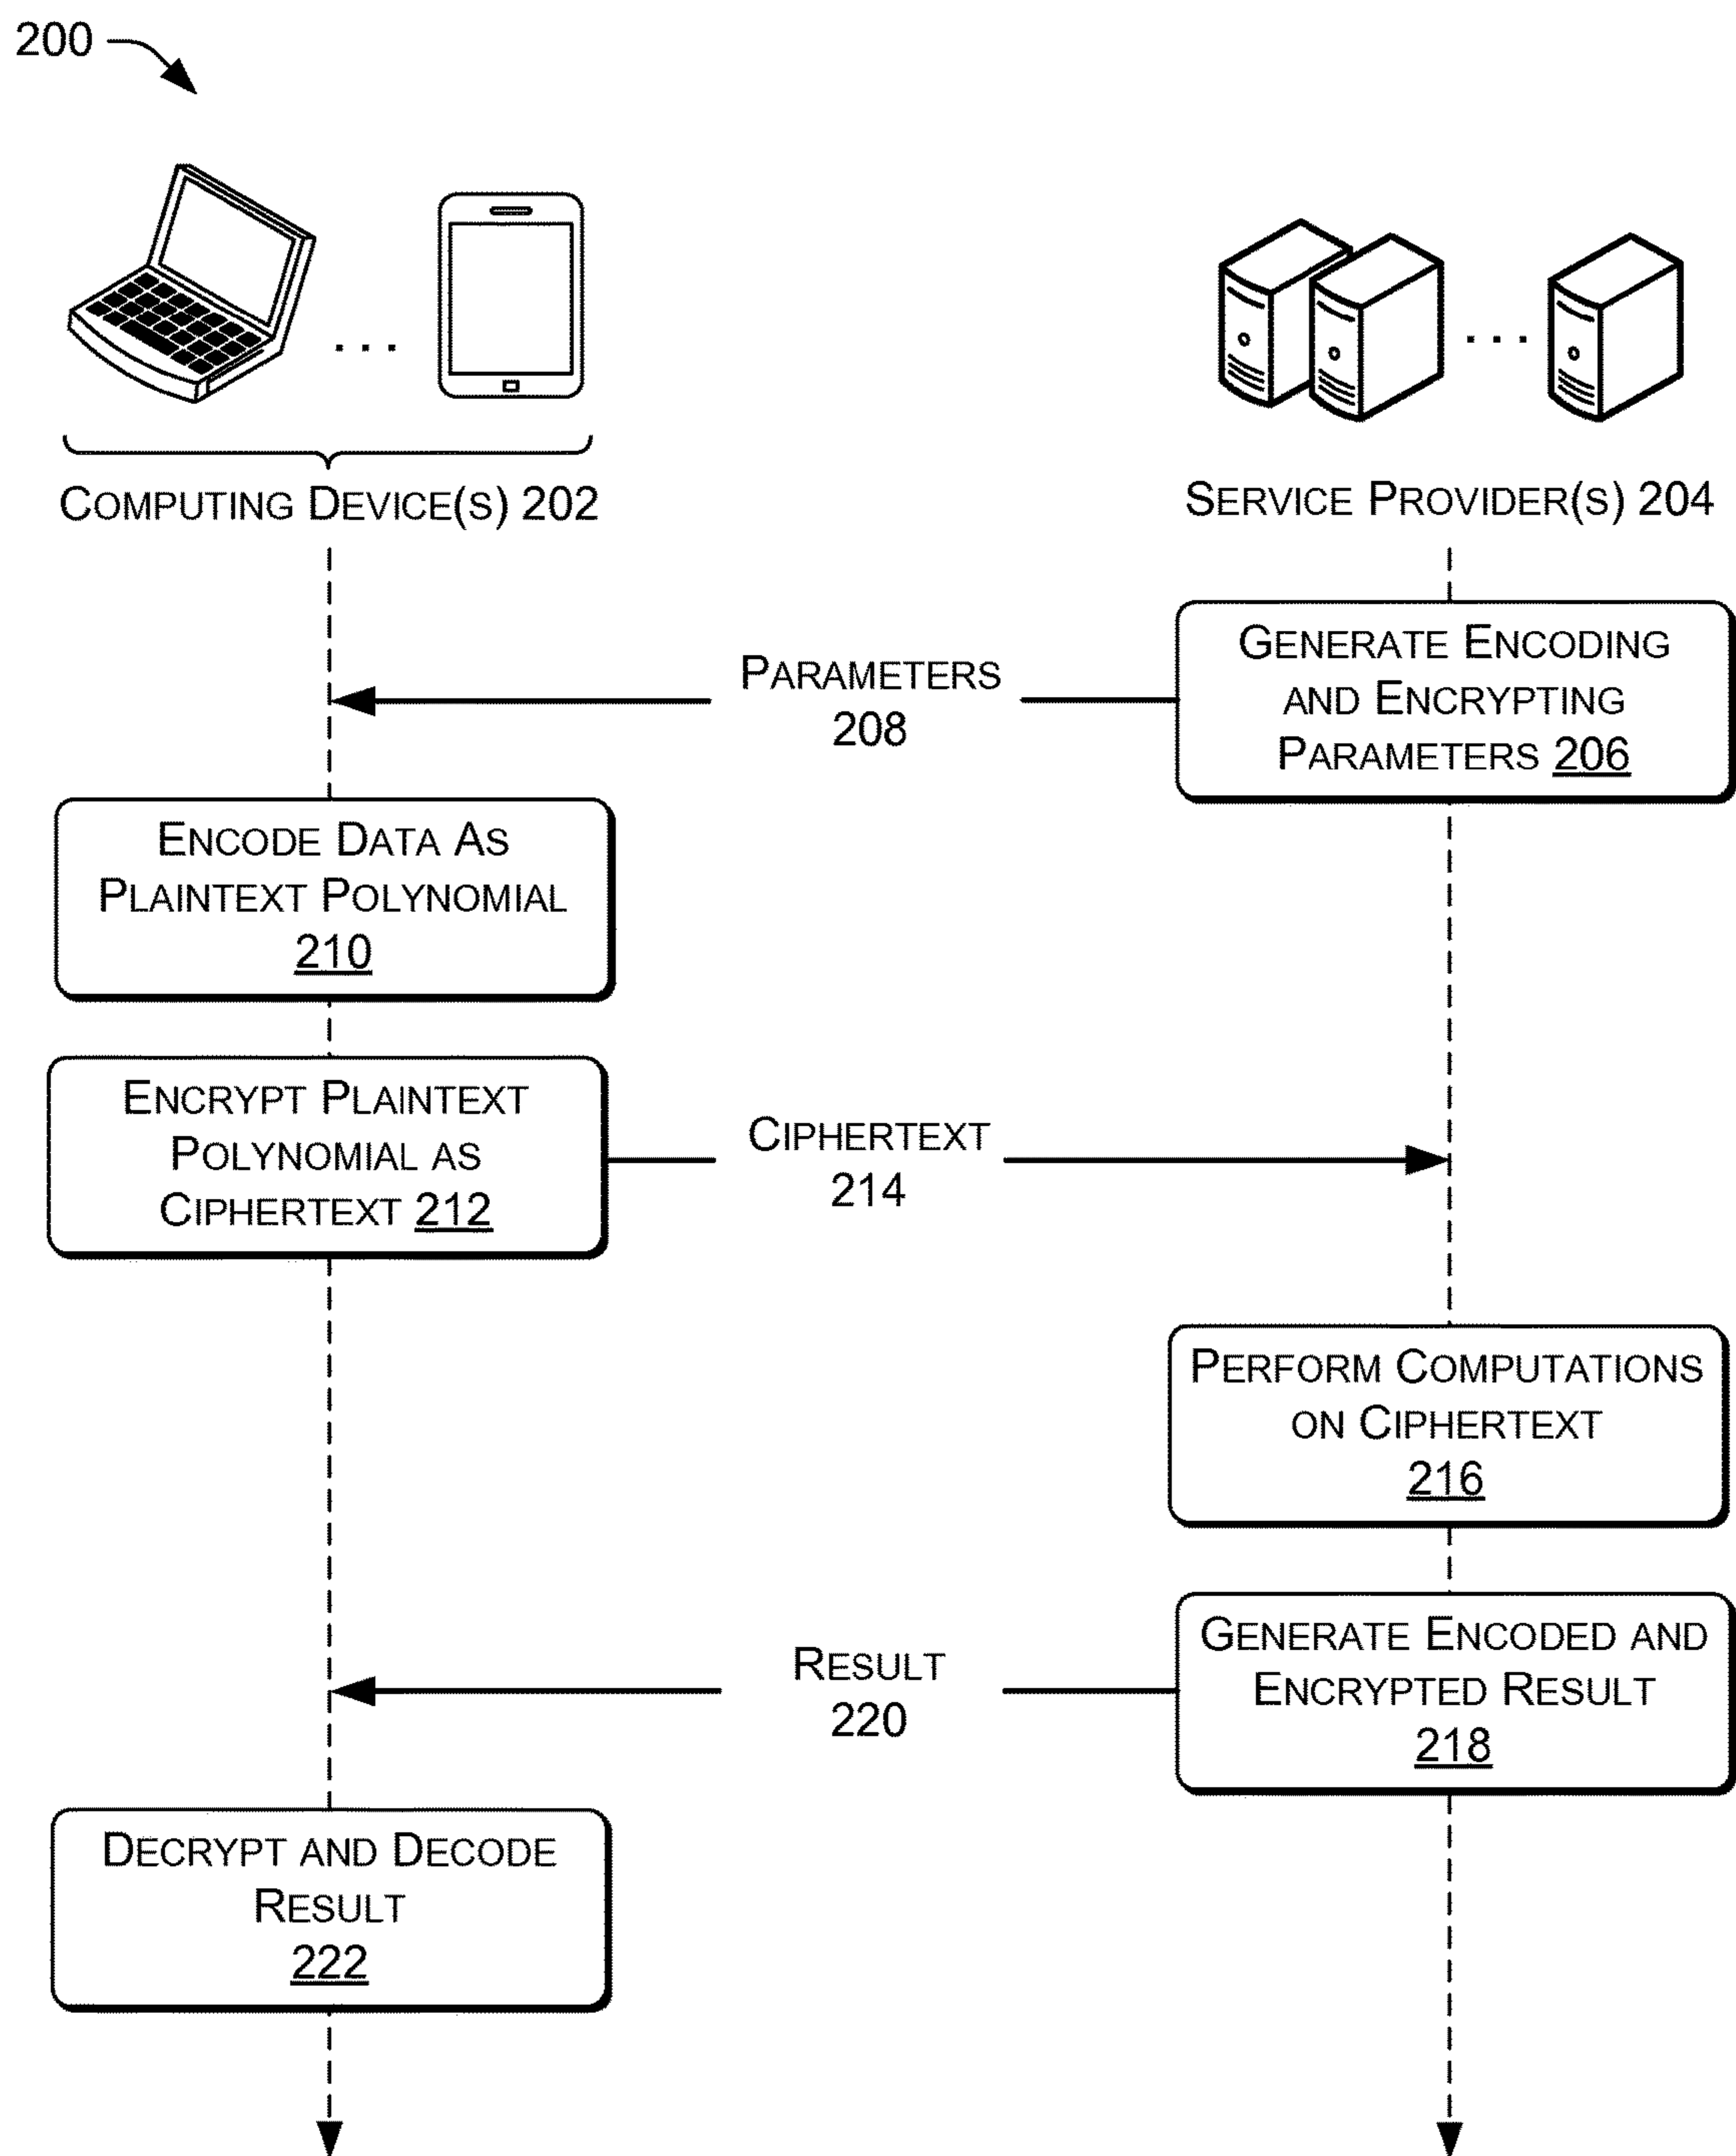 200
COMPUTING DEVICE(S) 202
SERVICE PROVIDER(S) 204
GENERATE ENCODING
AND ENCRYPTING
PARAMETERS 206
PARAMETERS
208
ENCODE DATA AS
PLAINTEXT POLYNOMIAL
210
ENCRYPT PLAINTEXT
POLYNOMIAL AS
CIPHERTEXT 212
CIPHERTEXT
214
PERFORM COMPUTATIONS
ON CIPHERTEXT
216
GENERATE ENCODED AND
ENCRYPTED RESULT
218
RESULT
220
DECRYPT AND DECODE
RESULT
222